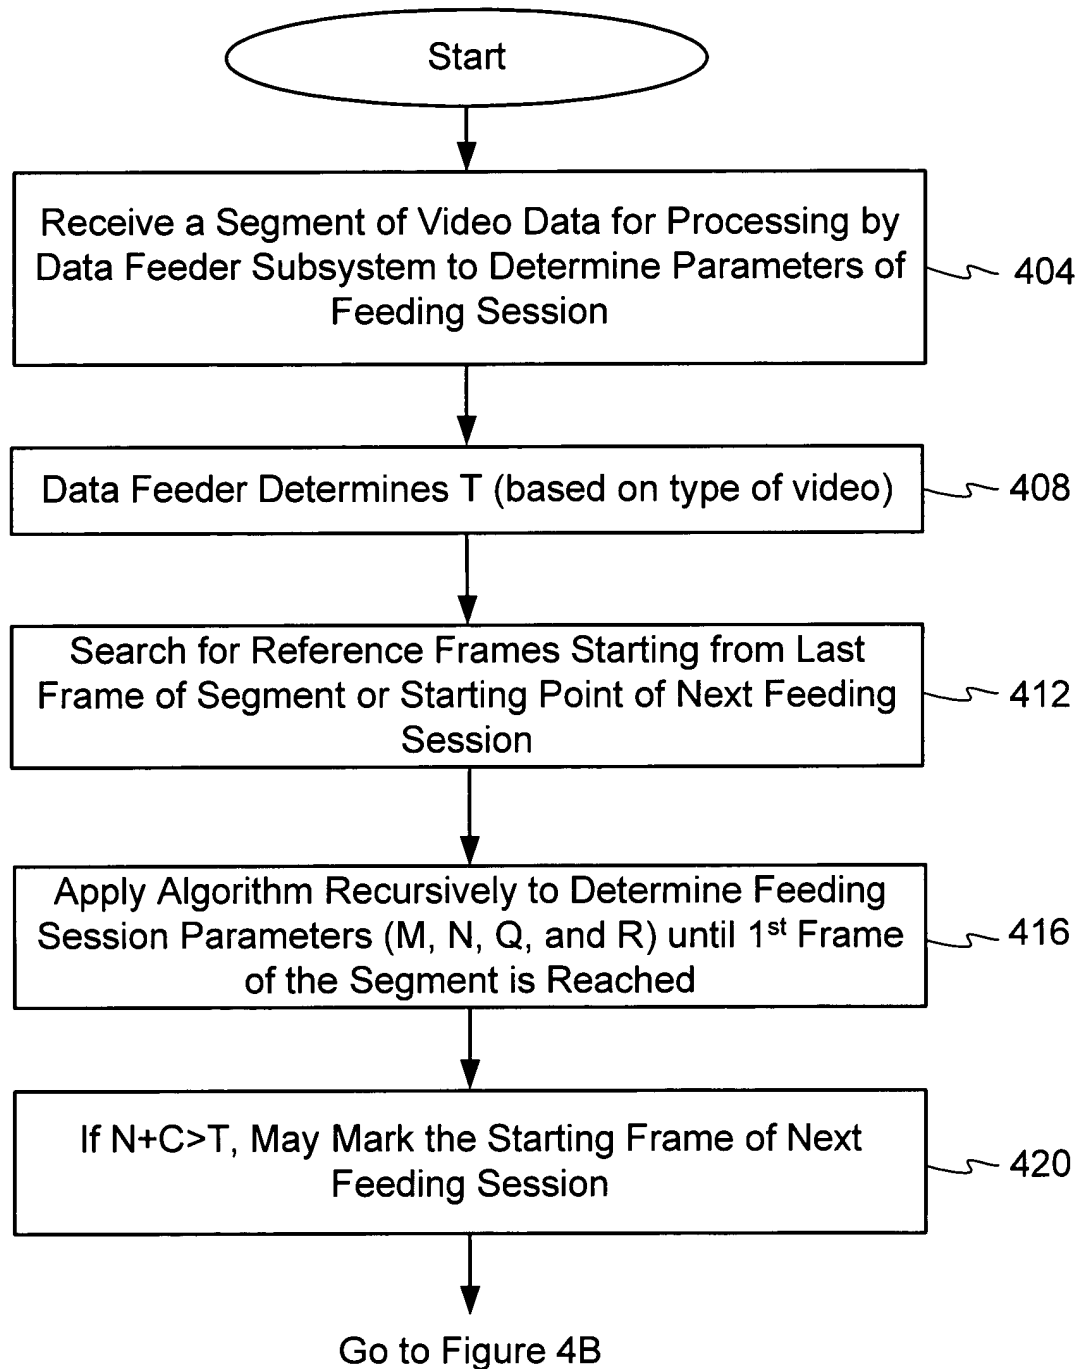 Start
Receive a Segment of Video Data for Processing by
Data Feeder Subsystem to Determine Parameters of
Feeding Session
404
Data Feeder Determines T (based on type of video)
408
Search for Reference Frames Starting from Last
Frame of Segment or Starting Point of Next Feeding
Session
412
Apply Algorithm Recursively to Determine Feeding
Session Parameters (M, N, Q, and R) until 1st Frame
of the Segment is Reached
416
If N+C>T, May Mark the Starting Frame of Next
Feeding Session
420
Go to Figure 4B